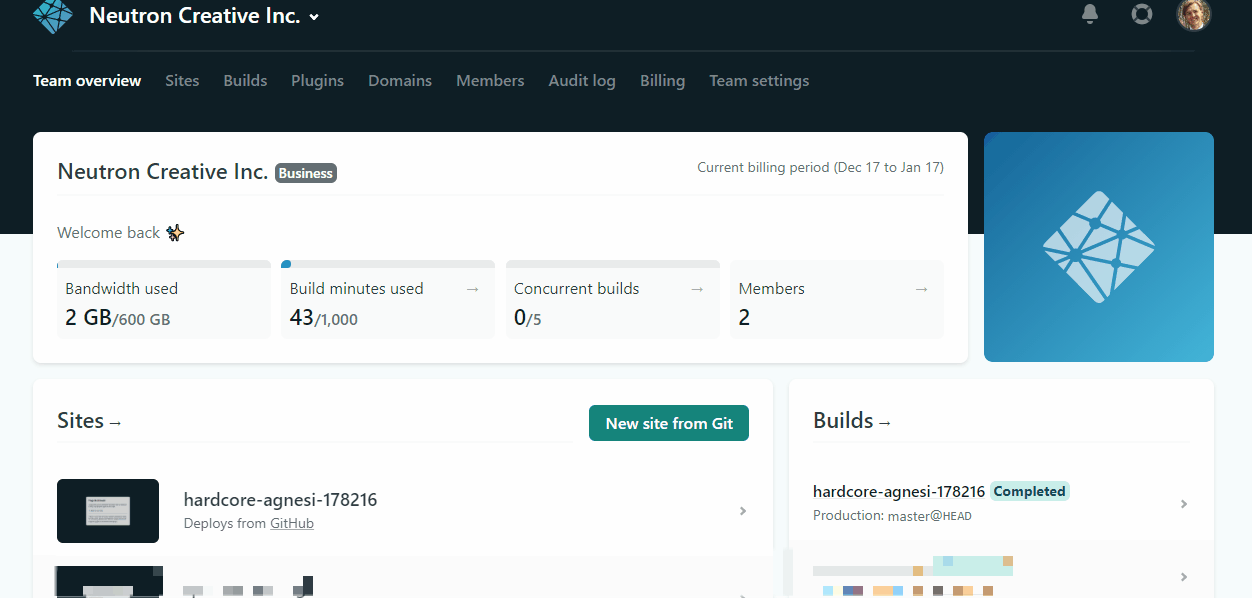 Neutron Creative Inc.
Team overview Sites Builds Plugins Domains Members Audit log Billing Team settings
Neutron Creative Inc. Business
Current billing period (Dec 17 to Jan 17)
Welcome back
Bandwidth used
2 GB/600 GB
Build minutes used →
43/1,000
Concurrent builds →
0/5
Members →
2
Sites →
New site from Git
hardcore-agnesi-178216
Deploys from GitHub
Builds →
hardcore-agnesi-178216 Completed
Production: master@HEAD